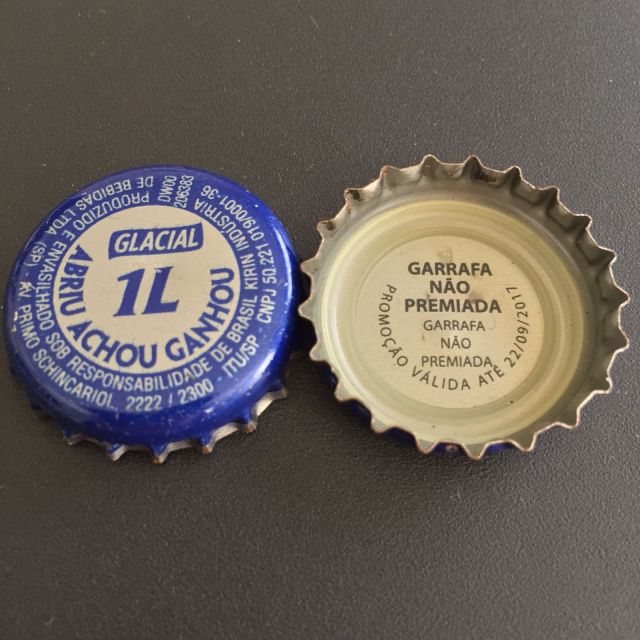 GLACIAL
1L
ABRIU ACHOU GANHOU
PRODUZIDO E ENVASILHADO SOB RESPONSABILIDADE DE BRASIL KIRIN INDÚSTRIA
DE BEBIDAS LTDA (GP) AV PRIMO SCHINCARIOL 2222 / 2300 - ITU/SP - CNPJ 50.221.019/0001-36
DW00
206383
GARRAFA
NÃO
PREMIADA
GARRAFA
NÃO
PREMIADA
PROMOÇÃO VÁLIDA ATÉ 22/09/2017